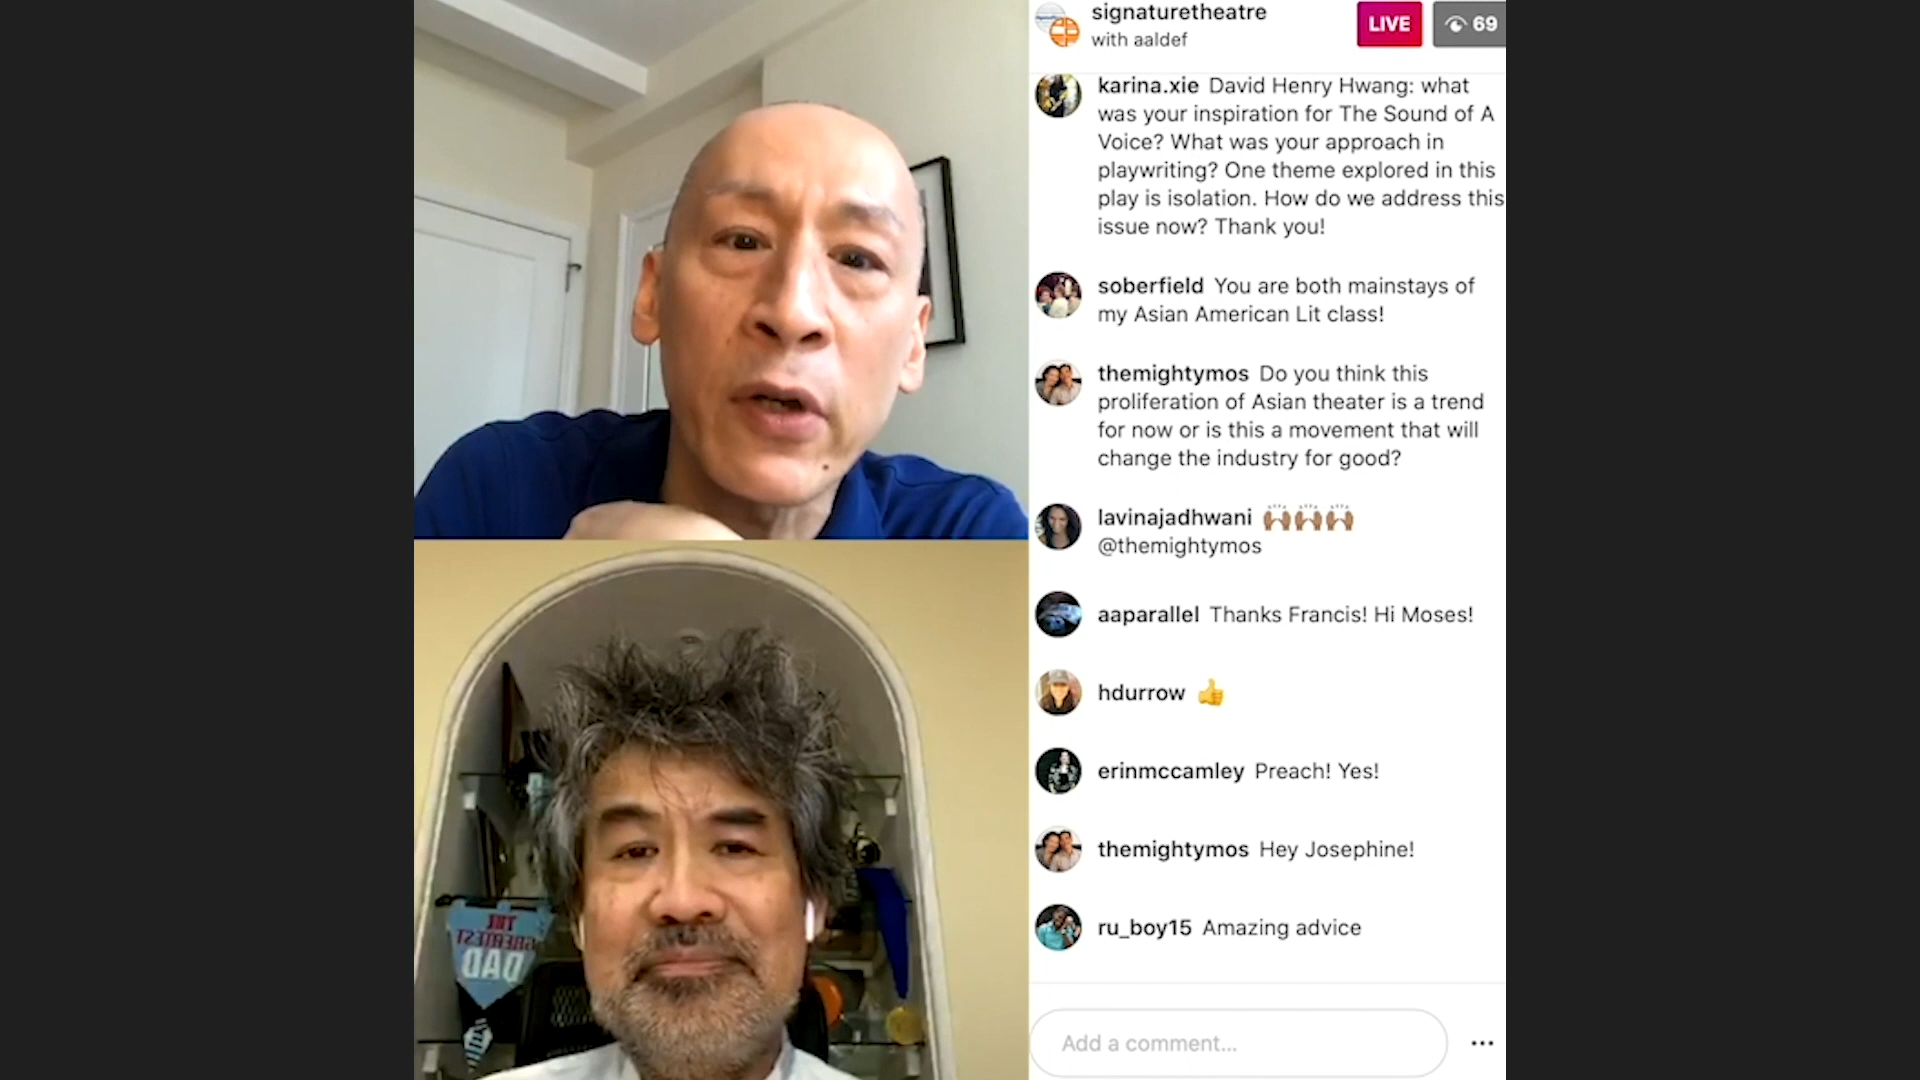 signaturetheatre
with aaldef
LIVE
69
karina.xie David Henry Hwang: what
was your inspiration for The Sound of A
Voice? What was your approach in
playwriting? One theme explored in this
play is isolation. How do we address this
issue now? Thank you!
soberfield You are both mainstays of
my Asian American Lit class!
themightymos Do you think this
proliferation of Asian theater is a trend
for now or is this a movement that will
change the industry for good?
lavinajadhwani 🙌🏽🙌🏽🙌🏽
@themightymos
aaparallel Thanks Francis! Hi Moses!
hdurrow 👍
erinmccamley Preach! Yes!
themightymos Hey Josephine!
ru_boy15 Amazing advice
THE
GREATEST
DAD
Add a comment...